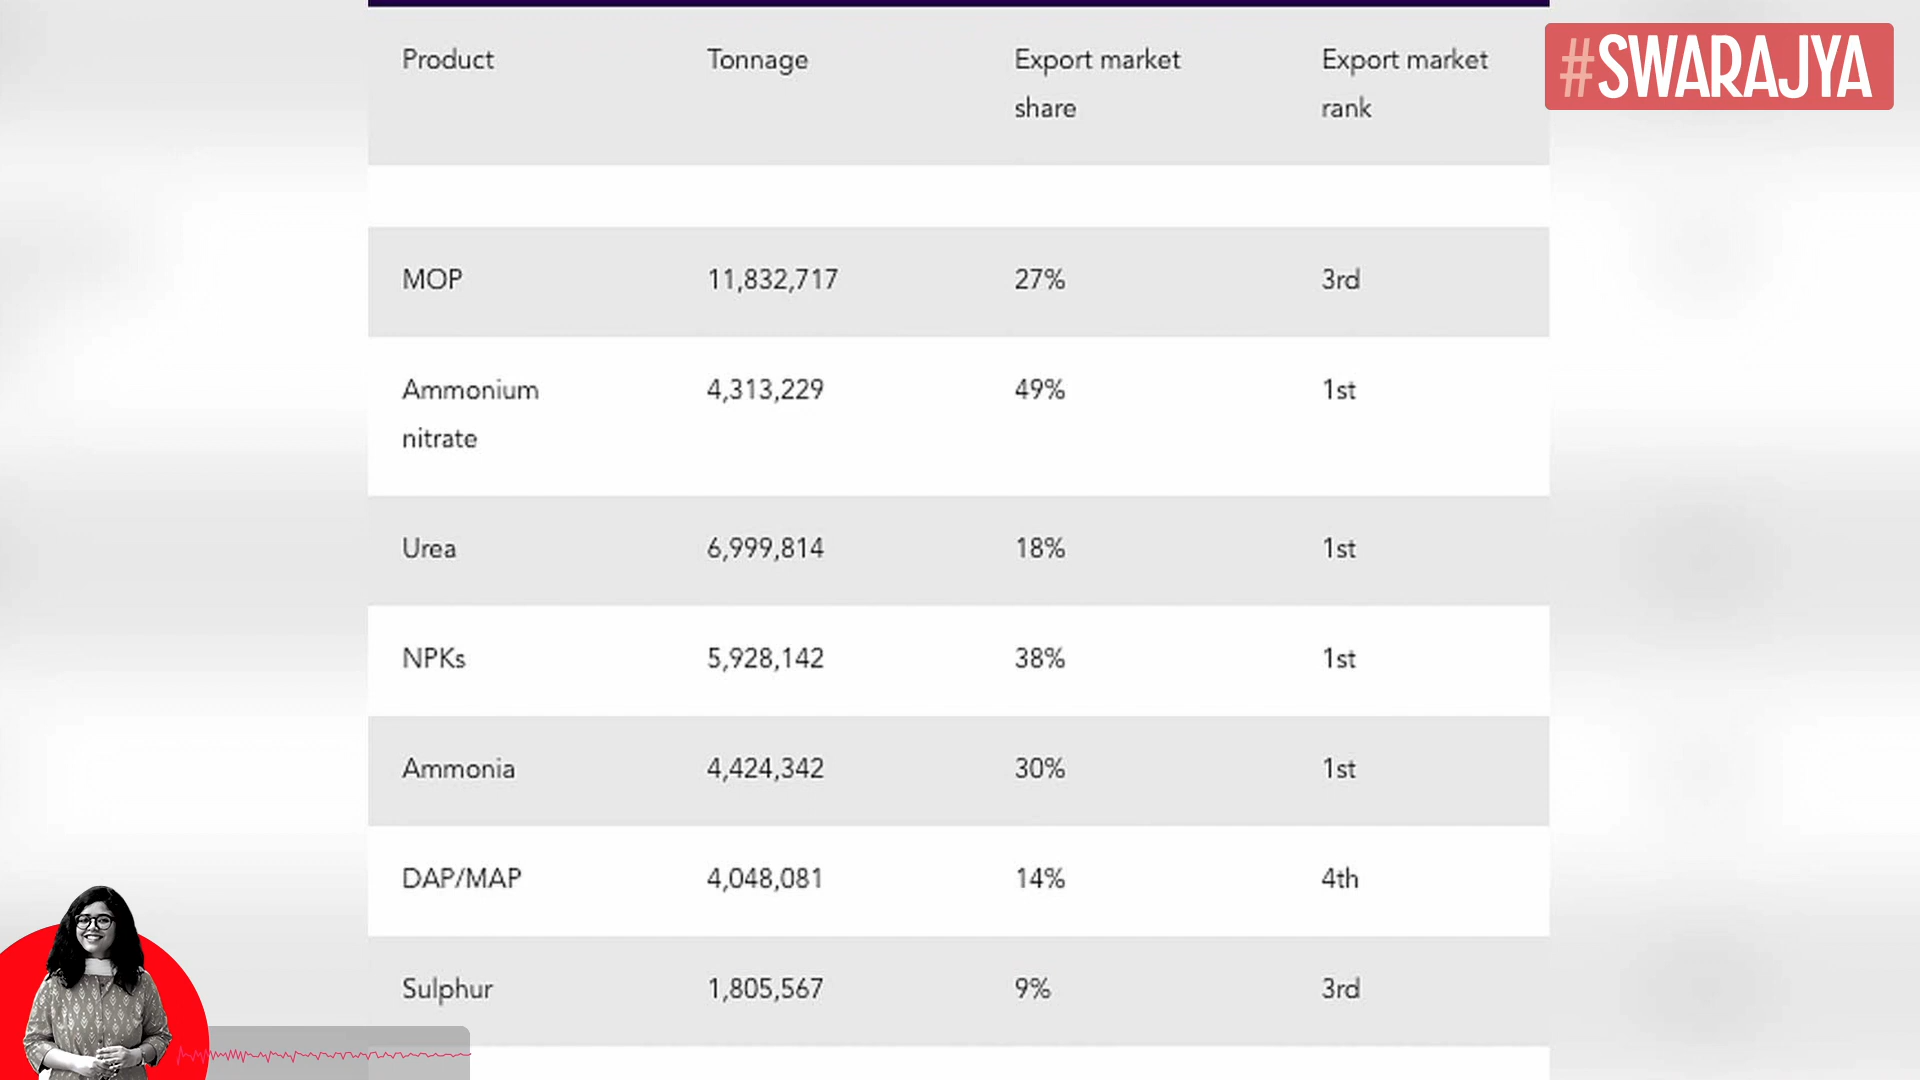 #SWARAJYA
Product Tonnage Export market share Export market rank
MOP 11,832,717 27% 3rd
Ammonium nitrate 4,313,229 49% 1st
Urea 6,999,814 18% 1st
NPKs 5,928,142 38% 1st
Ammonia 4,424,342 30% 1st
DAP/MAP 4,048,081 14% 4th
Sulphur 1,805,567 9% 3rd